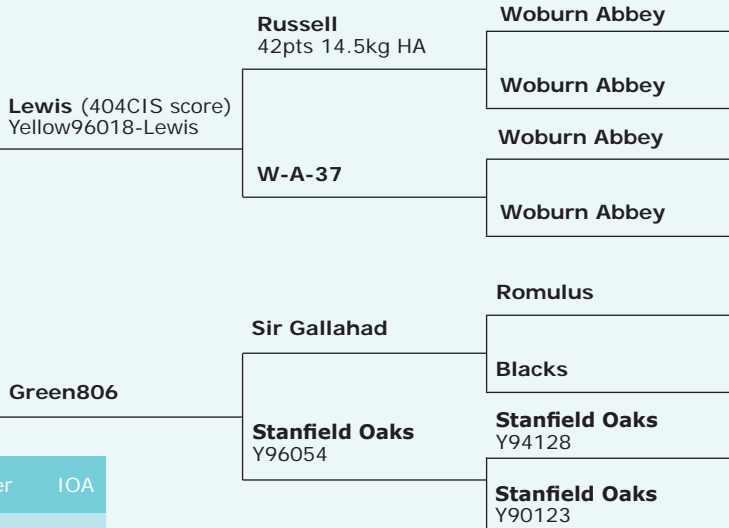 Woburn Abbey
Russell
42pts 14.5kg HA
Woburn Abbey
Lewis (404CIS score)
Yellow96018-Lewis
Woburn Abbey
W-A-37
Woburn Abbey
Romulus
Sir Gallahad
Blacks
Green806
Stanfield Oaks
Y94128
Stanfield Oaks
Y96054
IOA
Stanfield Oaks
Y90123